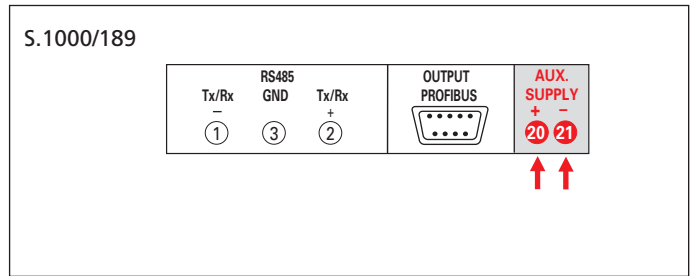 S.1000/189
RS485
Tx/Rx GND Tx/Rx
– +
1 3 2
OUTPUT
PROFIBUS
AUX.
SUPPLY
+ –
20 21